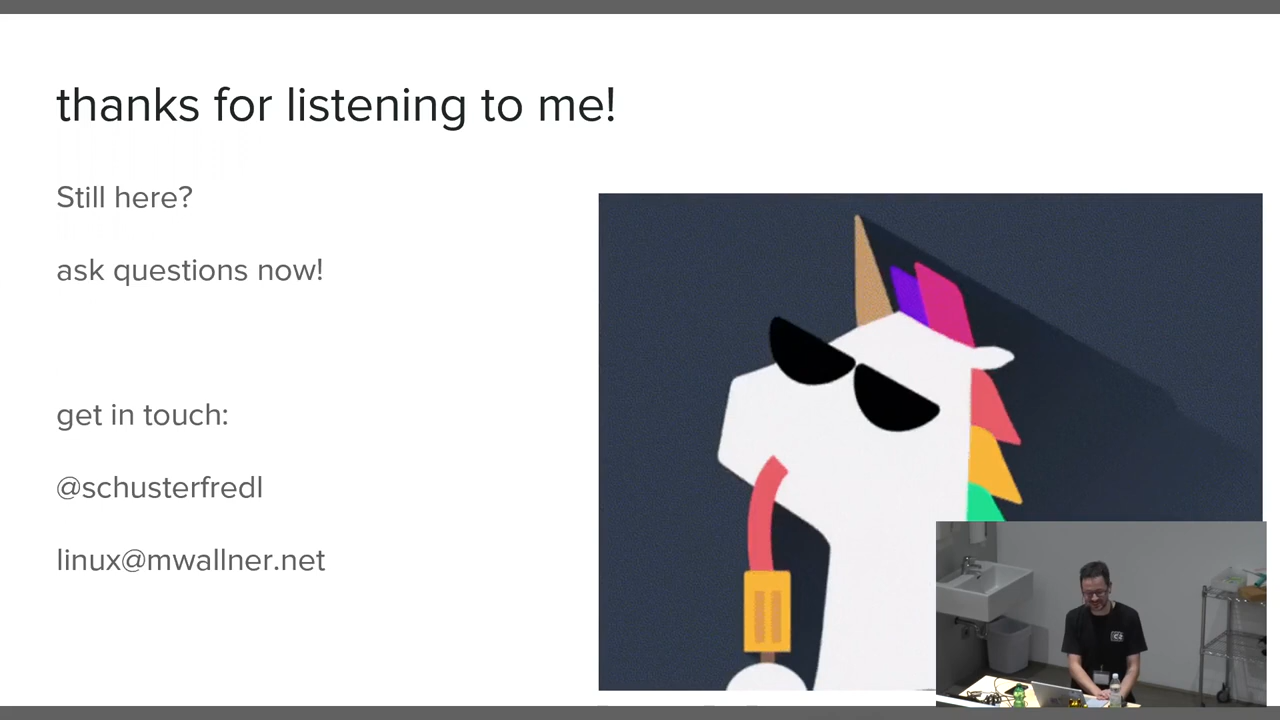 thanks for listening to me!
Still here?
ask questions now!
get in touch:
@schusterfredl
linux@mwallner.net